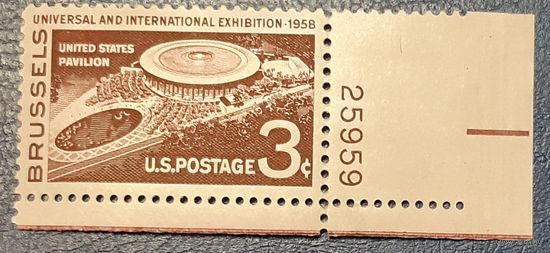 UNIVERSAL AND INTERNATIONAL EXHIBITION · 1958
BRUSSELS
UNITED STATES
PAVILION
U.S. POSTAGE 3¢
25959